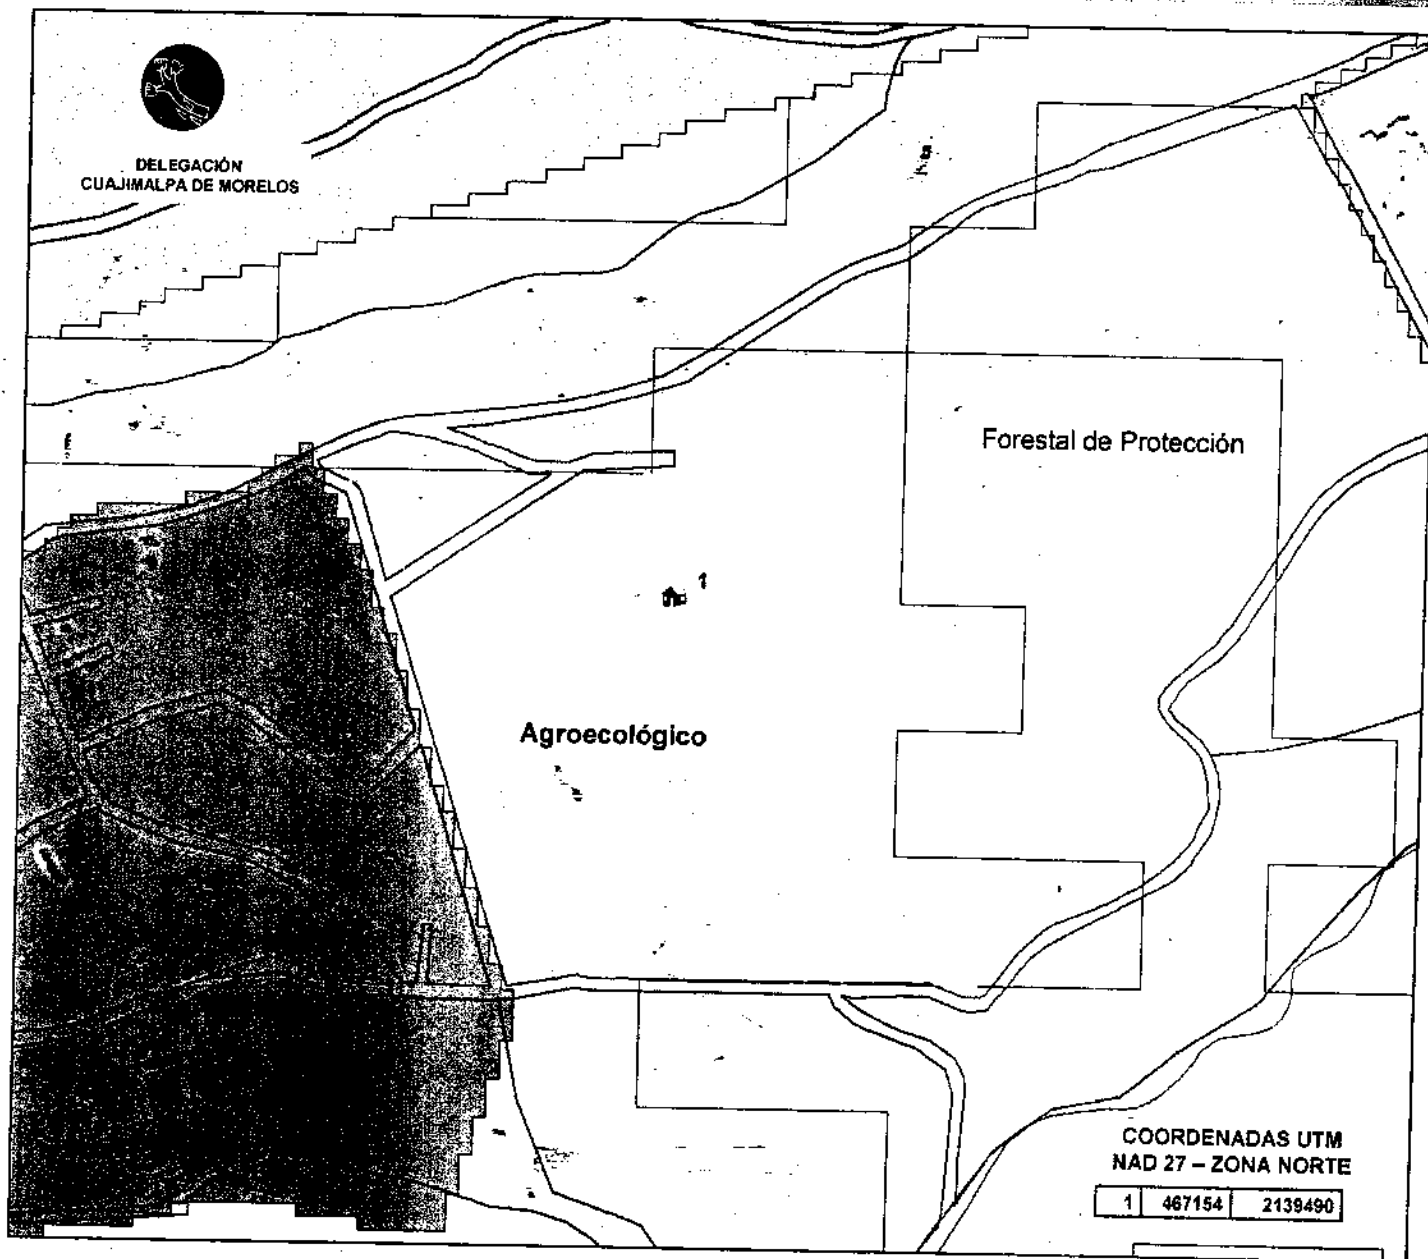 DELEGACIÓN
CUAJIMALPA DE MORELOS
Forestal de Protección
1
Agroecológico
COORDENADAS UTM
NAD 27 – ZONA NORTE
1 467154 2139490